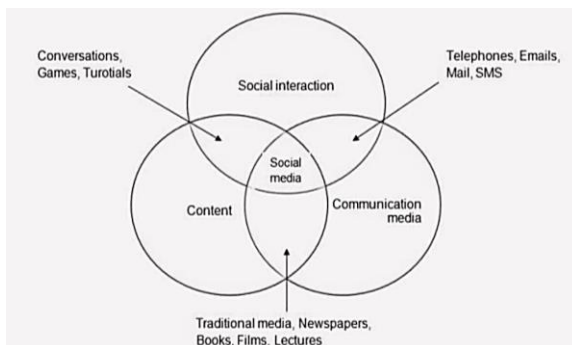 Conversations,
Games, Turotials
Telephones, Emails,
Mail, SMS
Social interaction
Social
media
Content
Communication
media
Traditional media, Newspapers,
Books, Films, Lectures